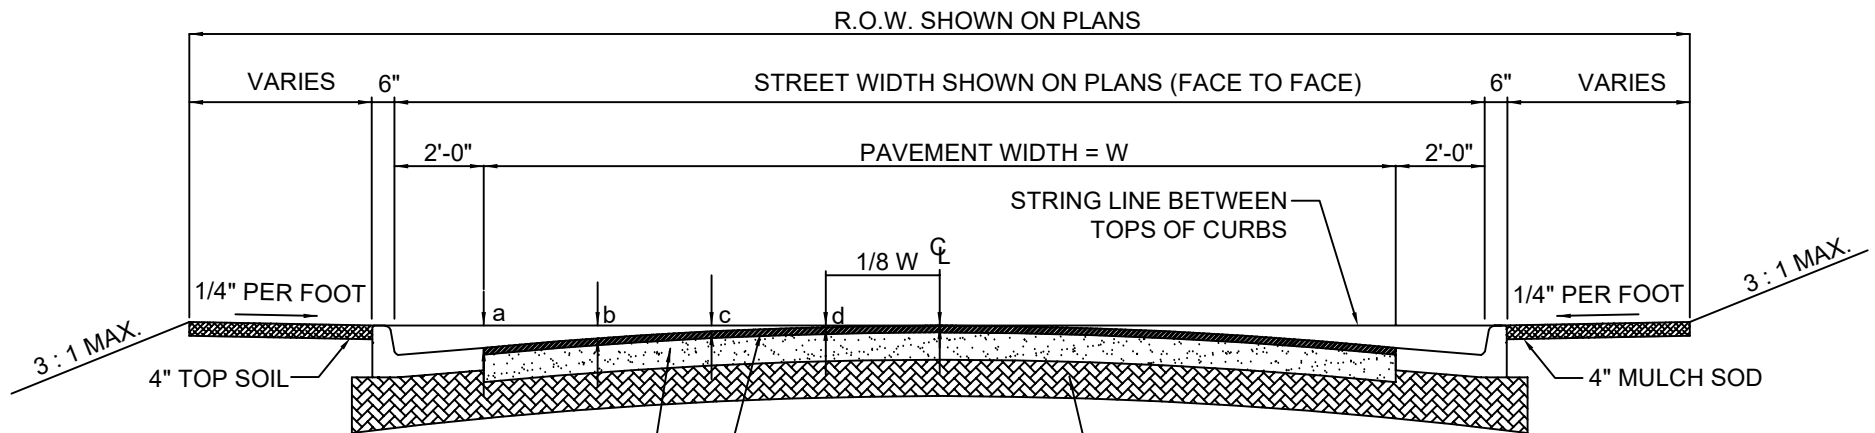 R.O.W. SHOWN ON PLANS
VARIES
6"
STREET WIDTH SHOWN ON PLANS (FACE TO FACE)
6"
VARIES
2'-0"
PAVEMENT WIDTH = W
2'-0"
STRING LINE BETWEEN
TOPS OF CURBS
1/8 W
℄
1/4" PER FOOT
1/4" PER FOOT
3 : 1 MAX.
3 : 1 MAX.
a
b
c
d
4" TOP SOIL
4" MULCH SOD